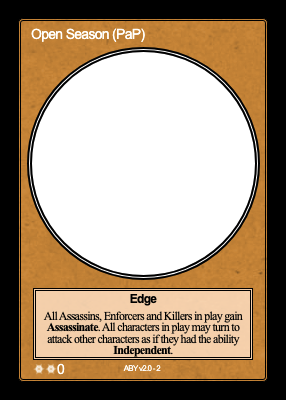 Open Season (PaP)
Edge
All Assassins, Enforcers and Killers in play gain
Assassinate. All characters in play may turn to
attack other characters as if they had the ability
Independent.
0
ABY v2.0 - 2